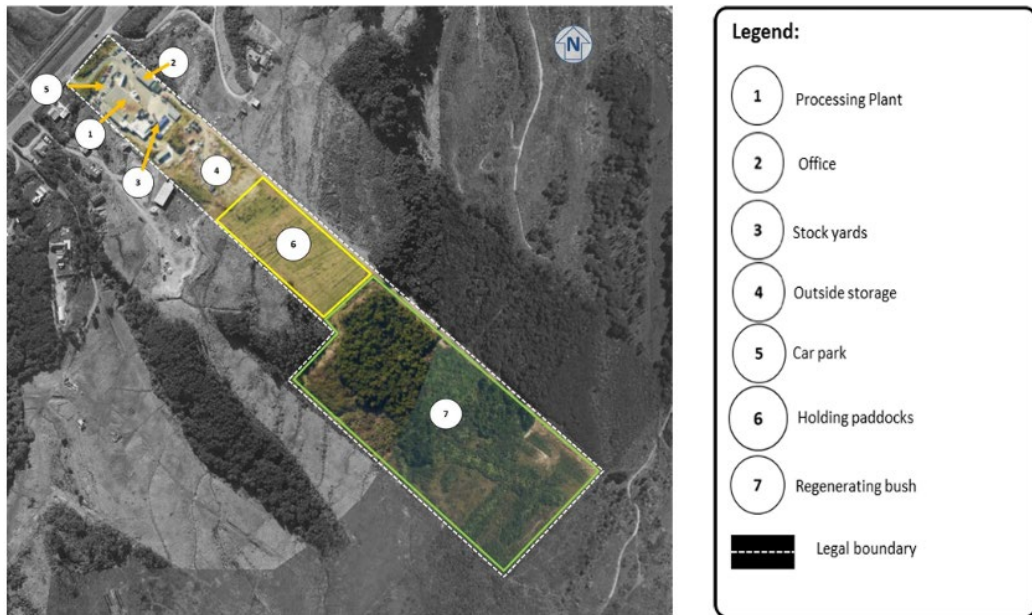 N
2
5
1
3
4
6
7
Legend:
1 Processing Plant
2 Office
3 Stock yards
4 Outside storage
5 Car park
6 Holding paddocks
7 Regenerating bush
Legal boundary